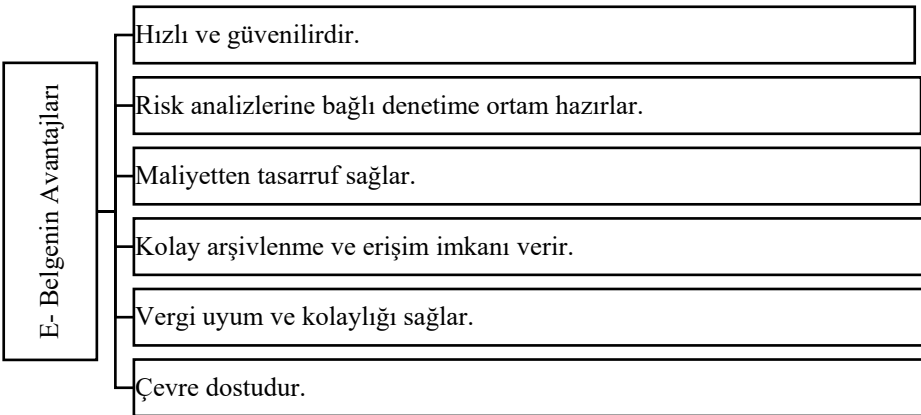 E- Belgenin Avantajları
Hızlı ve güvenilirdir.
Risk analizlerine bağlı denetime ortam hazırlar.
Maliyetten tasarruf sağlar.
Kolay arşivlenme ve erişim imkanı verir.
Vergi uyum ve kolaylığı sağlar.
Çevre dostudur.